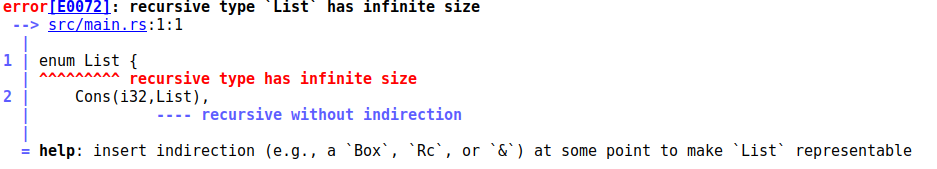 error[E0072]: recursive type `List` has infinite size
 --> src/main.rs:1:1
  |
1 | enum List {
  | ^^^^^^^^^ recursive type has infinite size
2 |     Cons(i32,List),
  |              ---- recursive without indirection
  |
  = help: insert indirection (e.g., a `Box`, `Rc`, or `&`) at some point to make `List` representable